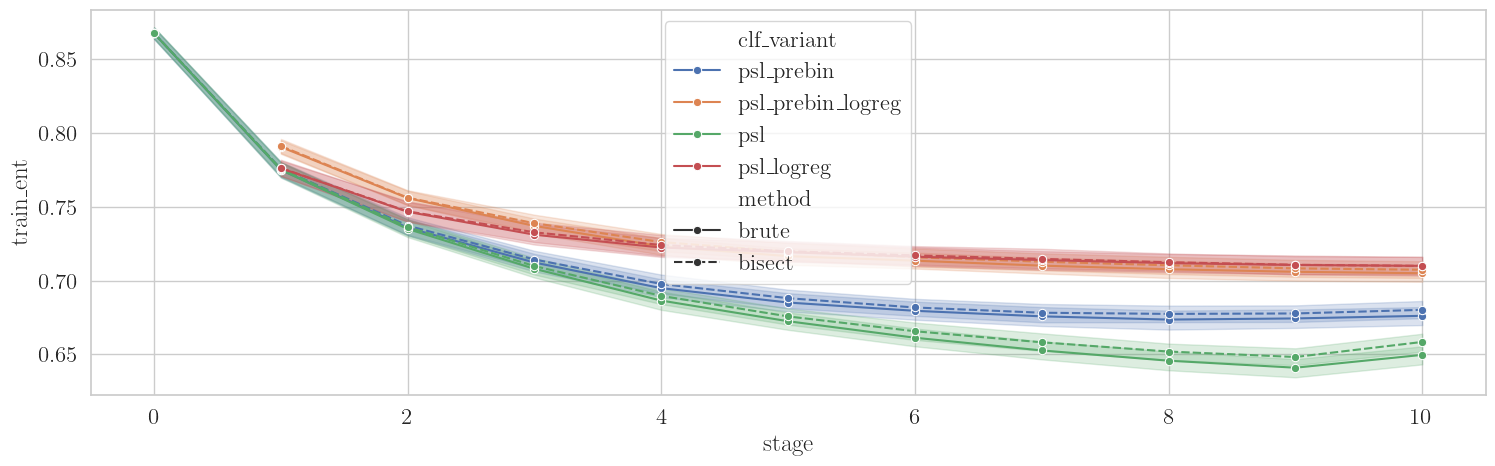 0.85
0.80
0.75
0.70
0.65
train_ent
clf_variant
psl_prebin
psl_prebin_logreg
psl
psl_logreg
method
brute
bisect
0
2
4
6
8
10
stage